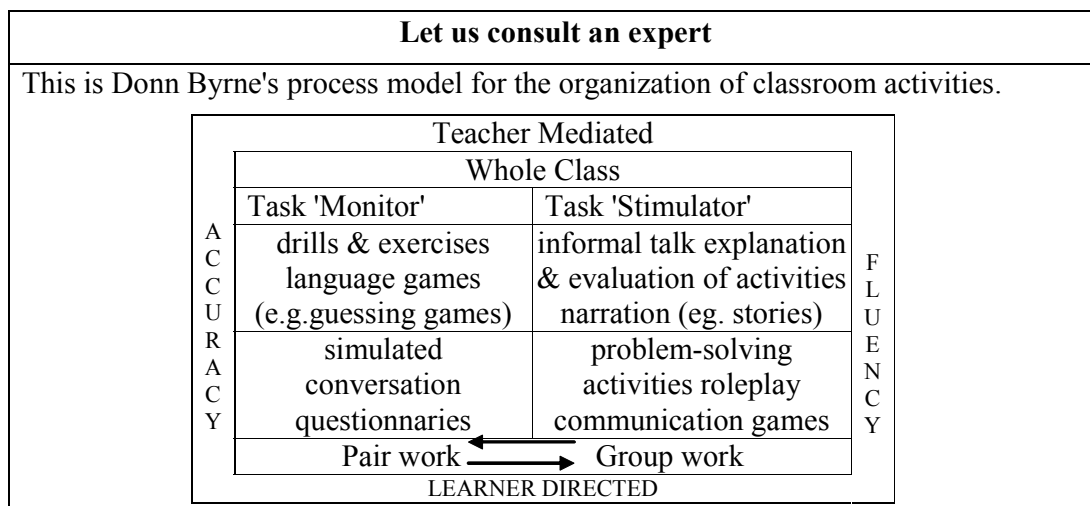 Let us consult an expert
This is Donn Byrne's process model for the organization of classroom activities.
Teacher Mediated
Whole Class
Task 'Monitor' Task 'Stimulator'
ACCURACY
drills & exercises
language games
(e.g.guessing games)
informal talk explanation
& evaluation of activities
narration (eg. stories)
FLUENCY
simulated
conversation
questionnaries
problem-solving
activities roleplay
communication games
Pair work Group work
LEARNER DIRECTED